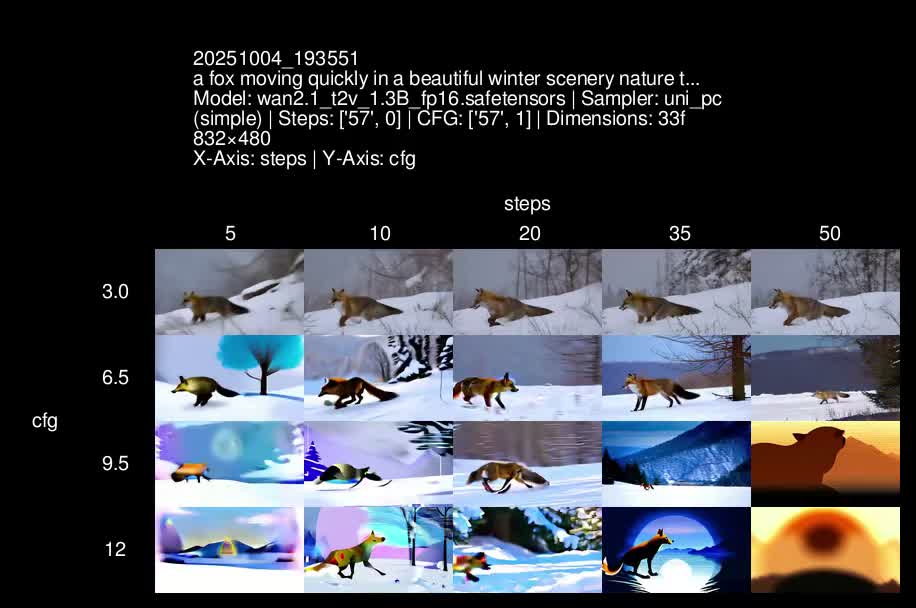 20251004_193551
a fox moving quickly in a beautiful winter scenery nature t...
Model: wan2.1_t2v_1.3B_fp16.safetensors | Sampler: uni_pc
(simple) | Steps: ['57', 0] | CFG: ['57', 1] | Dimensions: 33f
832×480
X-Axis: steps | Y-Axis: cfg
steps
5 10 20 35 50
3.0
6.5
cfg
9.5
12